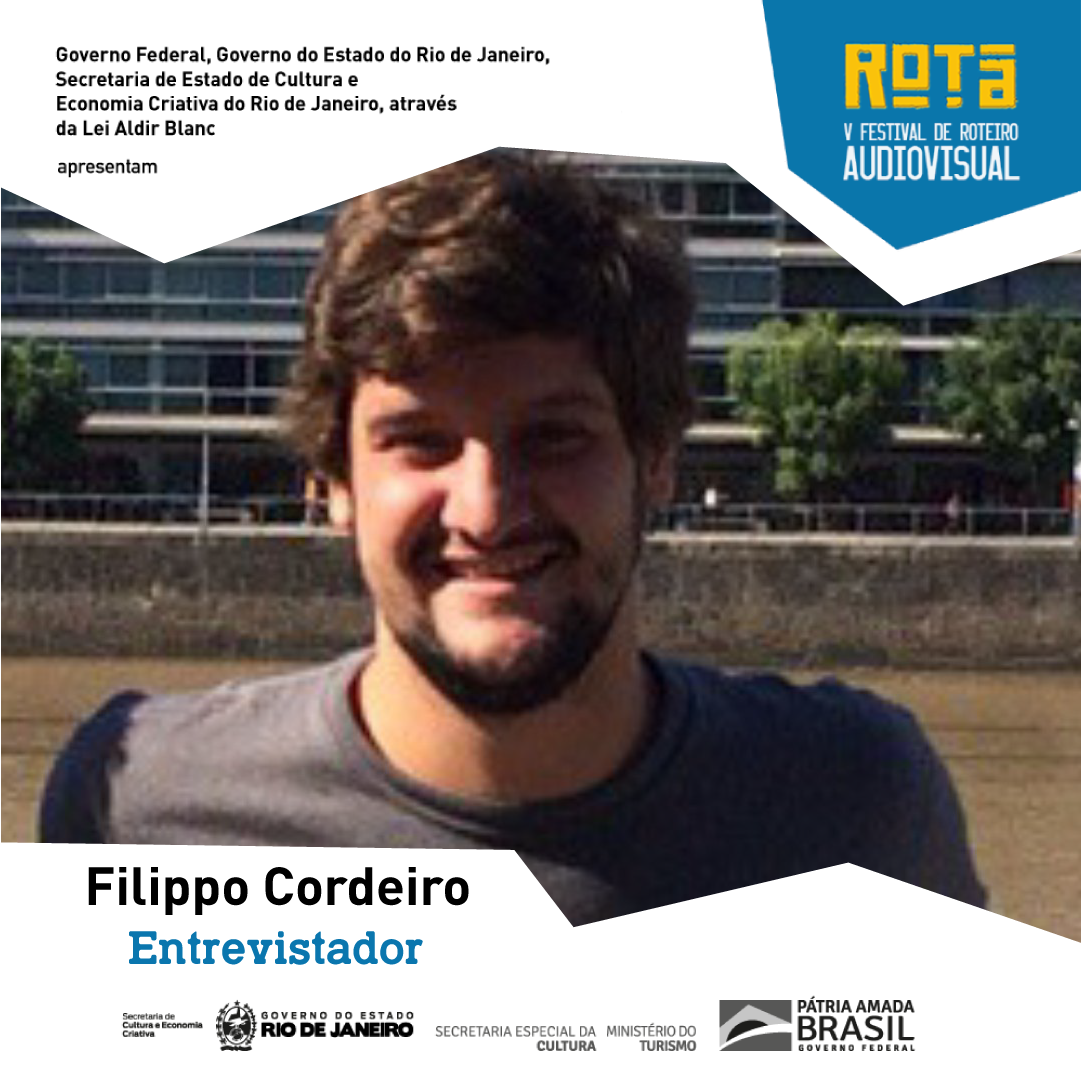 Governo Federal, Governo do Estado do Rio de Janeiro,
Secretaria de Estado de Cultura e
Economia Criativa do Rio de Janeiro, através
da Lei Aldir Blanc
apresentam
ROTA
V FESTIVAL DE ROTEIRO
AUDIOVISUAL
Filippo Cordeiro
Entrevistador
Secretaria de
Cultura e Economia
Criativa
GOVERNO DO ESTADO
RIO DE JANEIRO
SECRETARIA ESPECIAL DA
CULTURA
MINISTÉRIO DO
TURISMO
PÁTRIA AMADA
BRASIL
GOVERNO FEDERAL